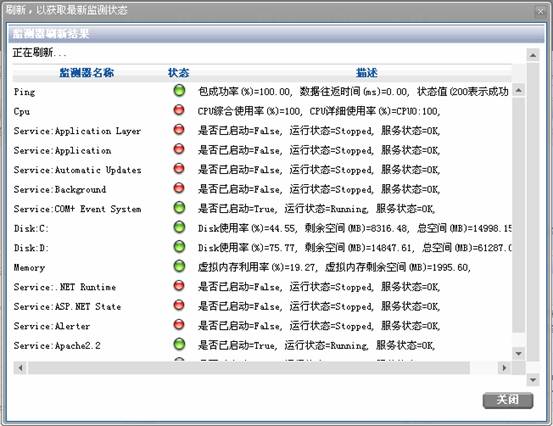 刷新，以获取最新监测状态
监测器刷新结果
正在刷新...
监测器名称 状态 描述
Ping 包成功率(%)=100.00, 数据往返时间(ms)=0.00, 状态值(200表示成功
Cpu CPU综合使用率(%)=100, CPU详细使用率(%)=CPU0:100,
Service:Application Layer 是否已启动=False, 运行状态=Stopped, 服务状态=OK,
Service:Application 是否已启动=False, 运行状态=Stopped, 服务状态=OK,
Service:Automatic Updates 是否已启动=False, 运行状态=Stopped, 服务状态=OK,
Service:Background 是否已启动=False, 运行状态=Stopped, 服务状态=OK,
Service:COM+ Event System 是否已启动=True, 运行状态=Running, 服务状态=OK,
Disk:C: Disk使用率(%)=44.55, 剩余空间(MB)=8316.48, 总空间(MB)=14998.15
Disk:D: Disk使用率(%)=75.77, 剩余空间(MB)=14847.61, 总空间(MB)=61287.0
Memory 虚拟内存利用率(%)=19.27, 虚拟内存剩余空间(MB)=1995.60,
Service:.NET Runtime 是否已启动=False, 运行状态=Stopped, 服务状态=OK,
Service:ASP.NET State 是否已启动=False, 运行状态=Stopped, 服务状态=OK,
Service:Alerter 是否已启动=False, 运行状态=Stopped, 服务状态=OK,
Service:Apache2.2 是否已启动=True, 运行状态=Running, 服务状态=OK,
关闭